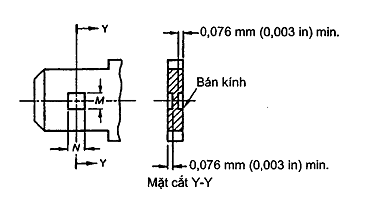 Y
0,076 mm (0,003 in) min.
Bán kính
M
N
Y
0,076 mm (0,003 in) min.
Mặt cắt Y-Y